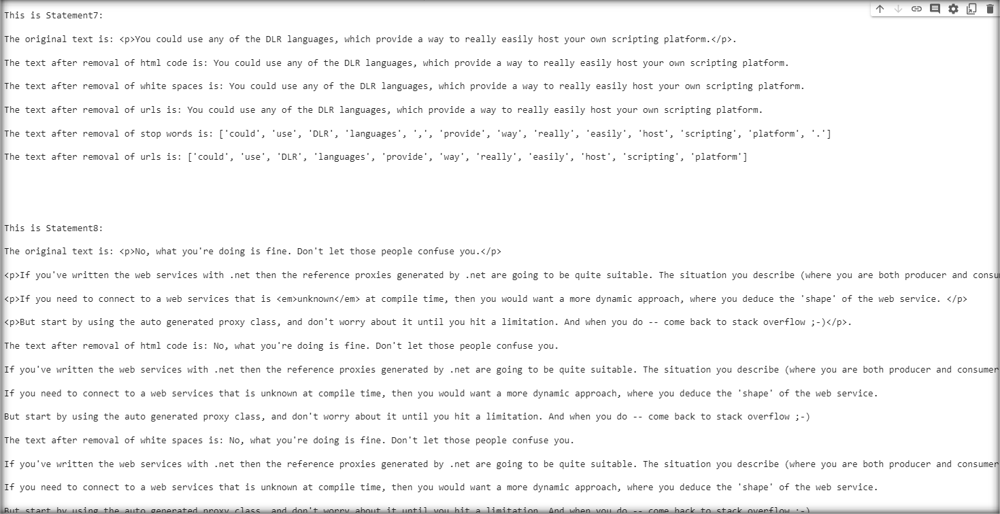 This is Statement7:
The original text is: <p>You could use any of the DLR languages, which provide a way to really easily host your own scripting platform.</p>.
The text after removal of html code is: You could use any of the DLR languages, which provide a way to really easily host your own scripting platform.
The text after removal of white spaces is: You could use any of the DLR languages, which provide a way to really easily host your own scripting platform.
The text after removal of urls is: You could use any of the DLR languages, which provide a way to really easily host your own scripting platform.
The text after removal of stop words is: ['could', 'use', 'DLR', 'languages', ',', 'provide', 'way', 'really', 'easily', 'host', 'scripting', 'platform', '.']
The text after removal of urls is: ['could', 'use', 'DLR', 'languages', 'provide', 'way', 'really', 'easily', 'host', 'scripting', 'platform']
This is Statement8:
The original text is: <p>No, what you're doing is fine. Don't let those people confuse you.</p>
<p>If you've written the web services with .net then the reference proxies generated by .net are going to be quite suitable. The situation you describe (where you are both producer and consu
<p>If you need to connect to a web services that is <em>unknown</em> at compile time, then you would want a more dynamic approach, where you deduce the 'shape' of the web service. </p>
<p>But start by using the auto generated proxy class, and don't worry about it until you hit a limitation. And when you do -- come back to stack overflow ;-)</p>.
The text after removal of html code is: No, what you're doing is fine. Don't let those people confuse you.
If you've written the web services with .net then the reference proxies generated by .net are going to be quite suitable. The situation you describe (where you are both producer and consumer
If you need to connect to a web services that is unknown at compile time, then you would want a more dynamic approach, where you deduce the 'shape' of the web service.
But start by using the auto generated proxy class, and don't worry about it until you hit a limitation. And when you do -- come back to stack overflow ;-)
The text after removal of white spaces is: No, what you're doing is fine. Don't let those people confuse you.
If you've written the web services with .net then the reference proxies generated by .net are going to be quite suitable. The situation you describe (where you are both producer and consumer
If you need to connect to a web services that is unknown at compile time, then you would want a more dynamic approach, where you deduce the 'shape' of the web service.
But start by using the auto generated proxy class, and don't worry about it until you hit a limitation. And when you do -- come back to stack overflow ;-)